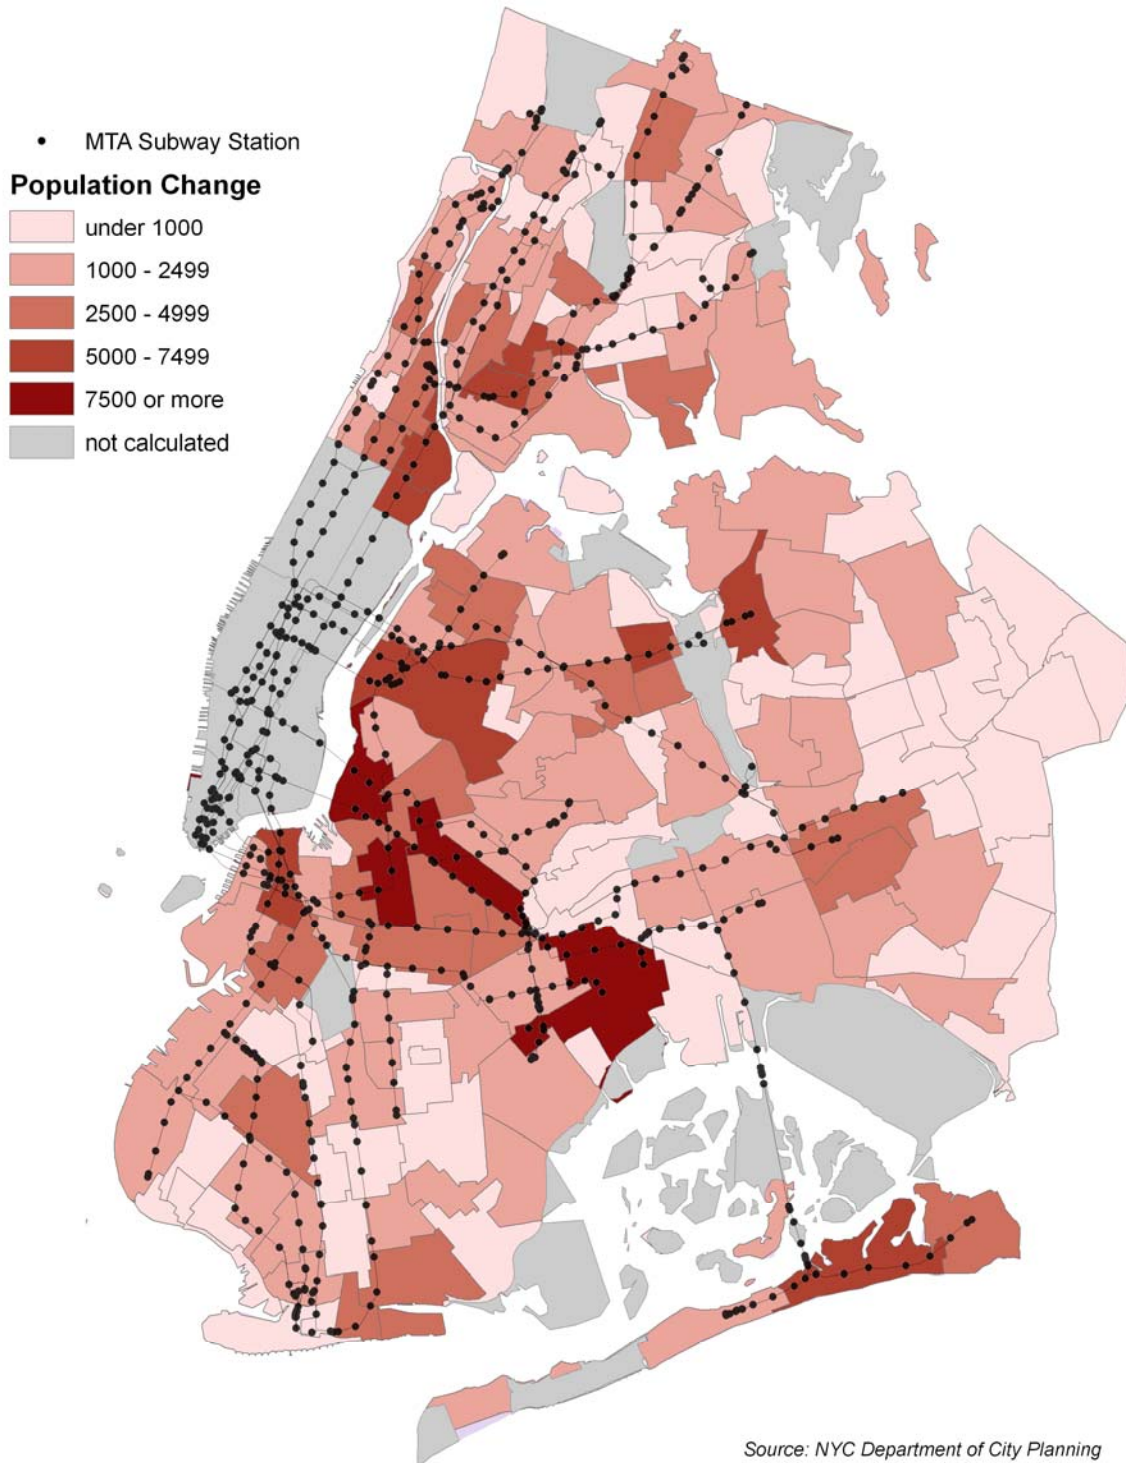 MTA Subway Station
Population Change
under 1000
1000 - 2499
2500 - 4999
5000 - 7499
7500 or more
not calculated
Source: NYC Department of City Planning